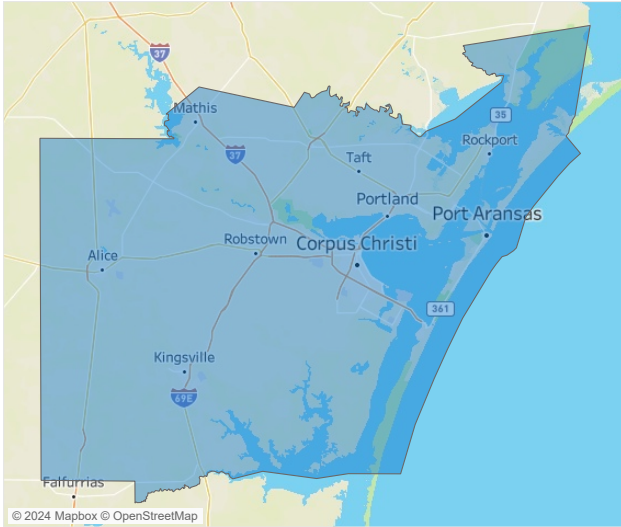 37
Mathis
37
35
Rockport
Taft
Portland
Port Aransas
Robstown
Corpus Christi
Alice
361
Kingsville
69E
Falfurrias
© 2024 Mapbox © OpenStreetMap